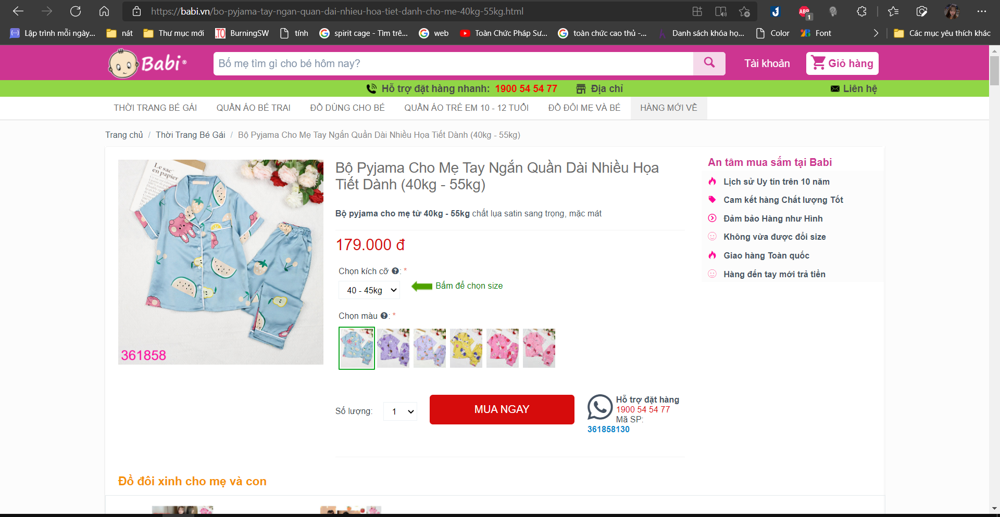 https://babi.vn/bo-pyjama-tay-ngan-quan-dai-nhieu-hoa-tiet-danh-cho-me-40kg-55kg.html
ABP
1
Lập trình mỗi ngày...
nát
Thư mục mới
BurningSW
tính
spirit cage - Tìm trê...
web
Toàn Chức Pháp Sư...
toàn chức cao thủ -...
Danh sách khóa họ...
Color
Font
Các mục yêu thích khác
Babi®
Bố mẹ tìm gì cho bé hôm nay?
Tài khoản
Giỏ hàng
Hỗ trợ đặt hàng nhanh: 1900 54 54 77
Địa chỉ
Liên hệ
THỜI TRANG BÉ GÁI
QUẦN ÁO BÉ TRAI
ĐỒ DÙNG CHO BÉ
QUẦN ÁO TRẺ EM 10 - 12 TUỔI
ĐỒ ĐÔI MẸ VÀ BÉ
HÀNG MỚI VỀ
Trang chủ / Thời Trang Bé Gái / Bộ Pyjama Cho Mẹ Tay Ngắn Quần Dài Nhiều Họa Tiết Dành (40kg - 55kg)
Le sac
en papier
361858
Bộ Pyjama Cho Mẹ Tay Ngắn Quần Dài Nhiều Họa
Tiết Dành (40kg - 55kg)
Bộ pyjama cho mẹ từ 40kg - 55kg chất lụa satin sang trọng, mặc mát
179.000 đ
Chọn kích cỡ ?: *
40 - 45kg
Bấm để chọn size
Chọn màu ?: *
Số lượng:
1
MUA NGAY
Hỗ trợ đặt hàng
1900 54 54 77
Mã SP:
361858130
An tâm mua sắm tại Babi
Lịch sử Uy tín trên 10 năm
Cam kết hàng Chất lượng Tốt
Đảm bảo Hàng như Hình
Không vừa được đổi size
Giao hàng Toàn quốc
Hàng đến tay mới trả tiền
Đồ đôi xinh cho mẹ và con